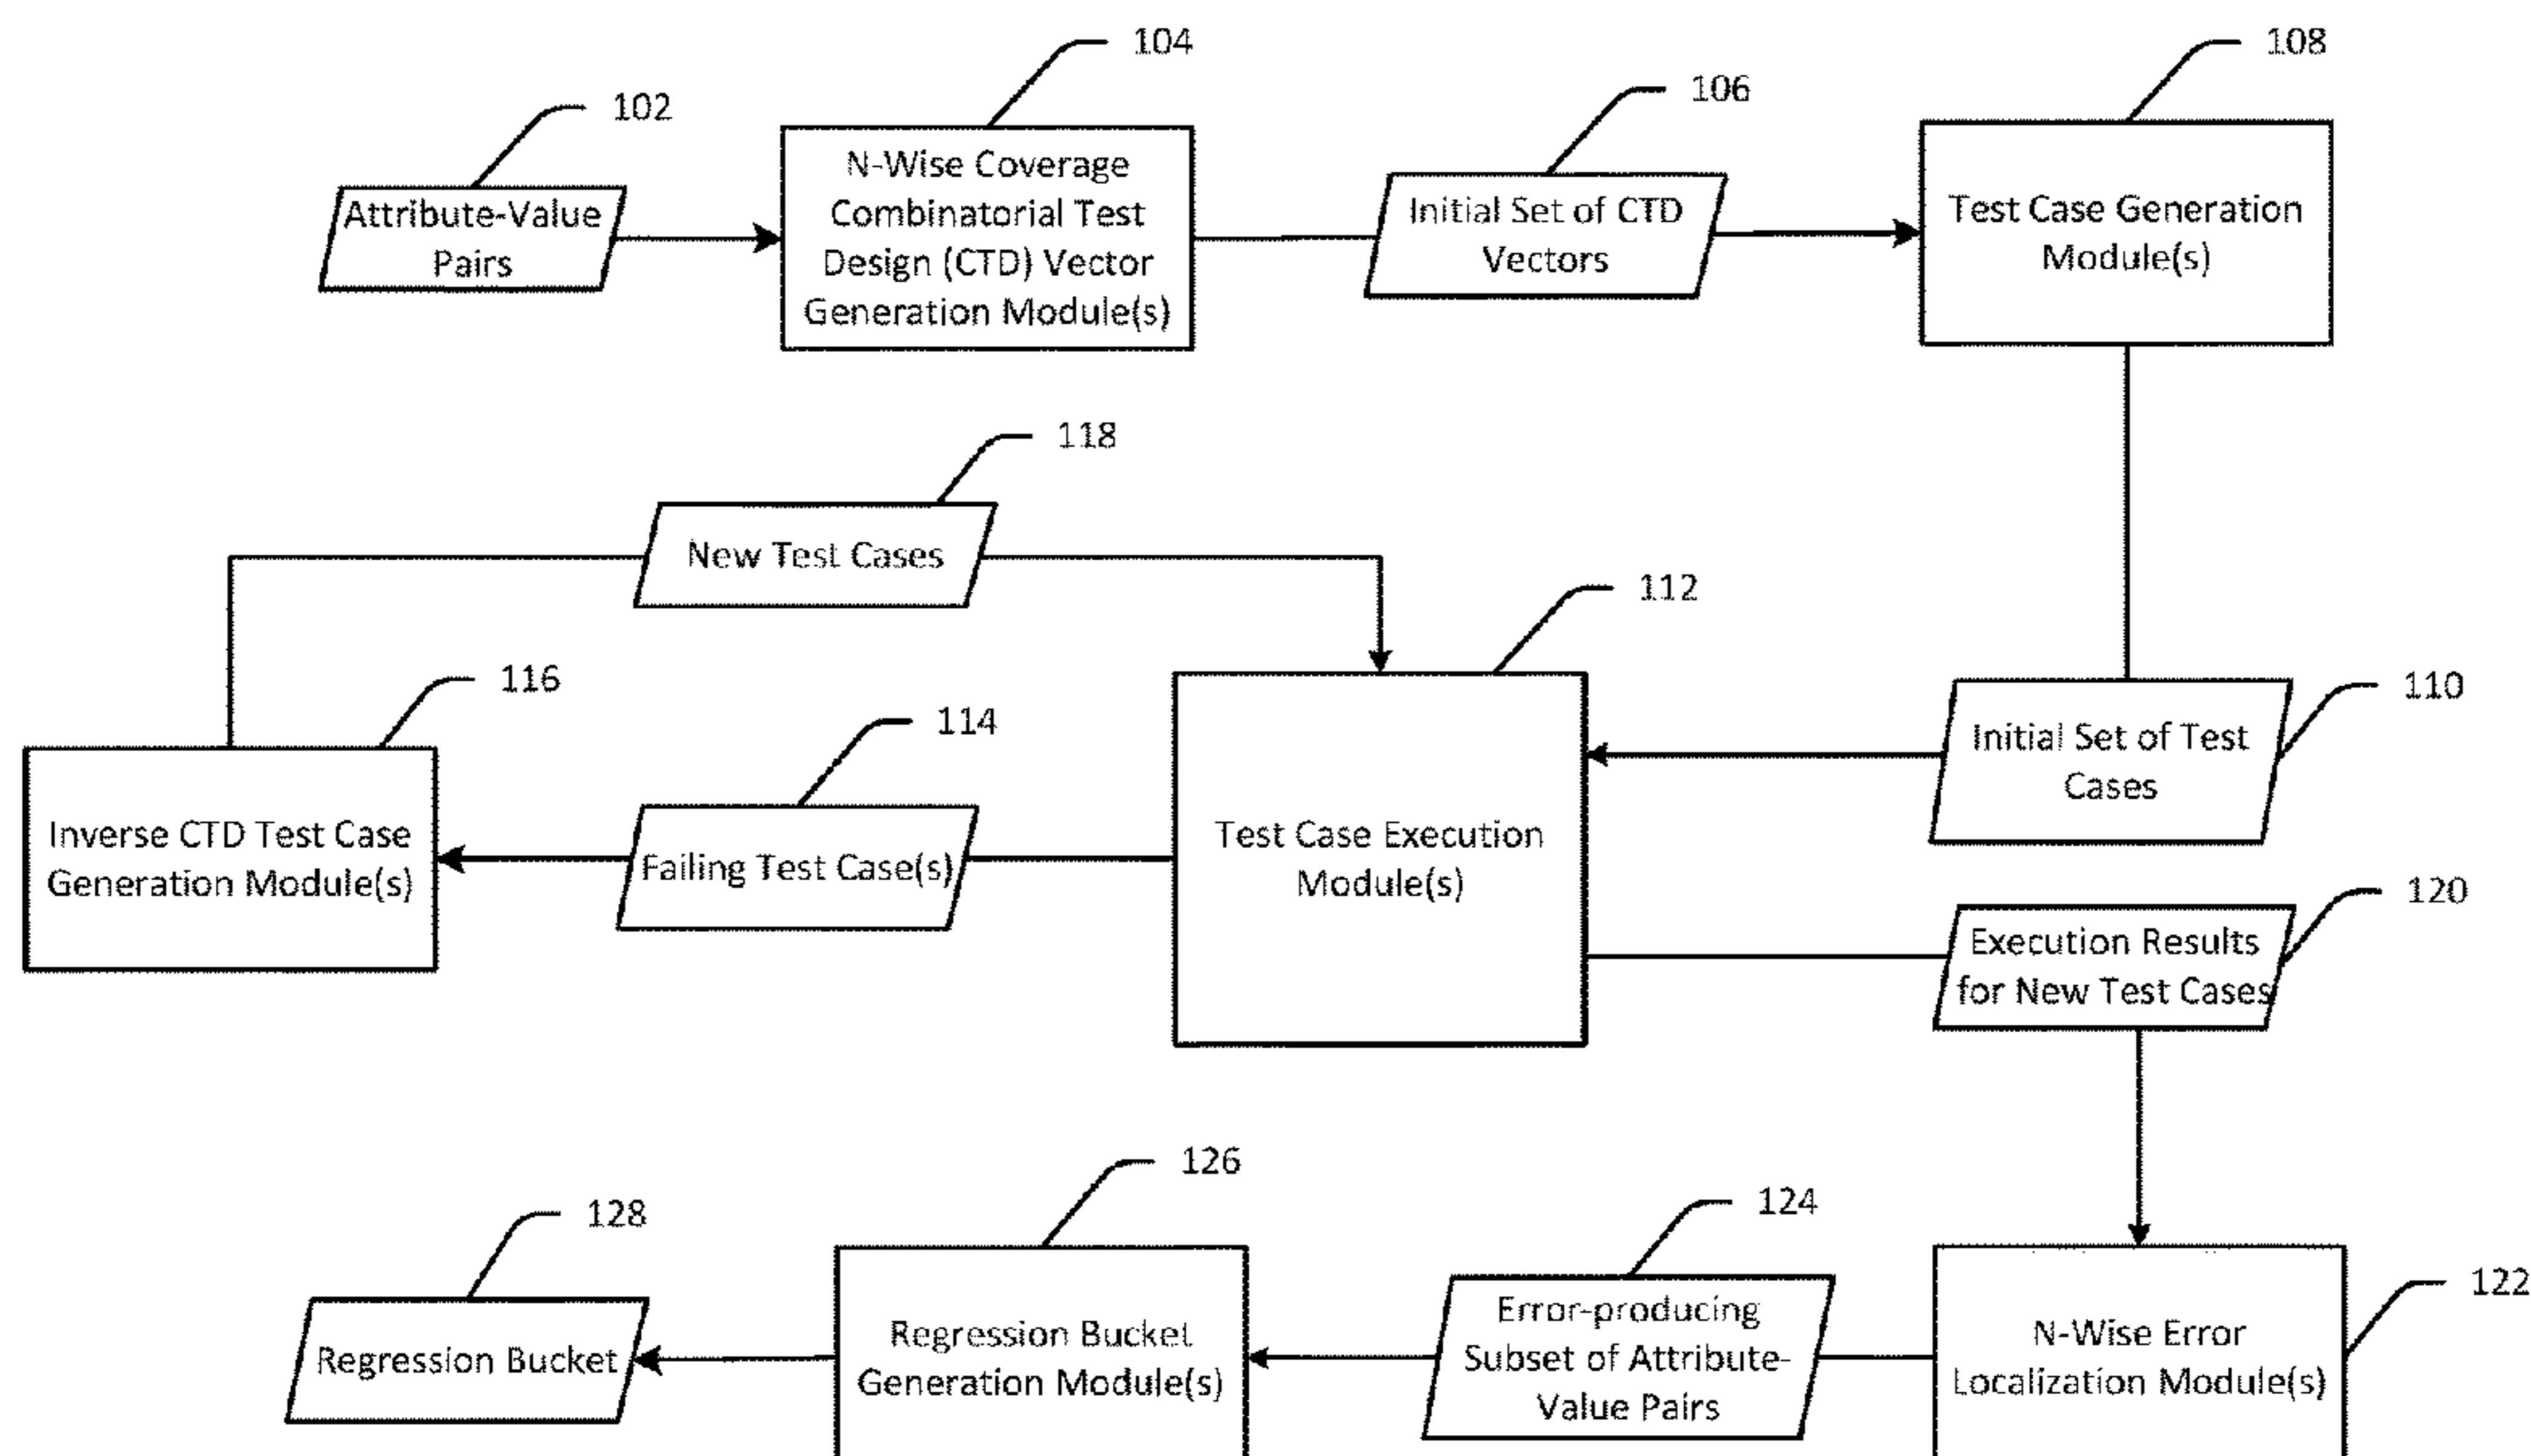 104
108
102
106
N-Wise Coverage
Combinatorial Test
Design (CTD) Vector
Generation Module(s)
Attribute-Value
Pairs
Initial Set of CTD
Vectors
Test Case Generation
Module(s)
118
New Test Cases
112
116
114
110
Initial Set of Test
Cases
Inverse CTD Test Case
Generation Module(s)
Failing Test Case(s)
Test Case Execution
Module(s)
120
Execution Results
for New Test Cases
126
128
124
122
Regression Bucket
Regression Bucket
Generation Module(s)
Error-producing
Subset of Attribute-
Value Pairs
N-Wise Error
Localization Module(s)